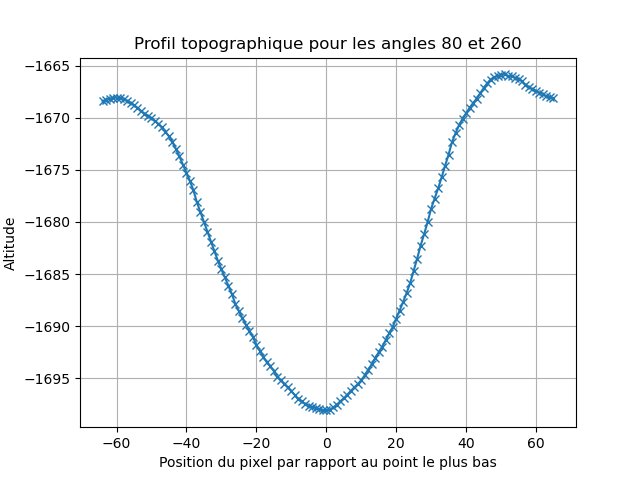 Profil topographique pour les angles 80 et 260
−1665
−1670
−1675
−1680
−1685
−1690
−1695
Altitude
−60 −40 −20 0 20 40 60
Position du pixel par rapport au point le plus bas